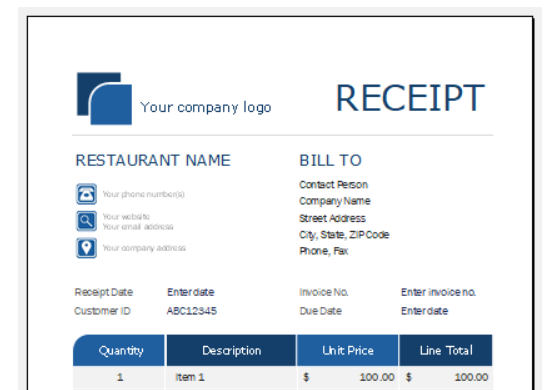 Your company logo
RECEIPT
RESTAURANT NAME
Your phone number(s)
Your website
Your email address
Your company address
BILL TO
Contact Person
Company Name
Street Address
City, State, ZIP Code
Phone, Fax
Receipt Date Enter date Invoice No. Enter invoice no.
Customer ID ABC12345 Due Date Enter date
Quantity Description Unit Price Line Total
1 Item 1 $ 100.00 $ 100.00